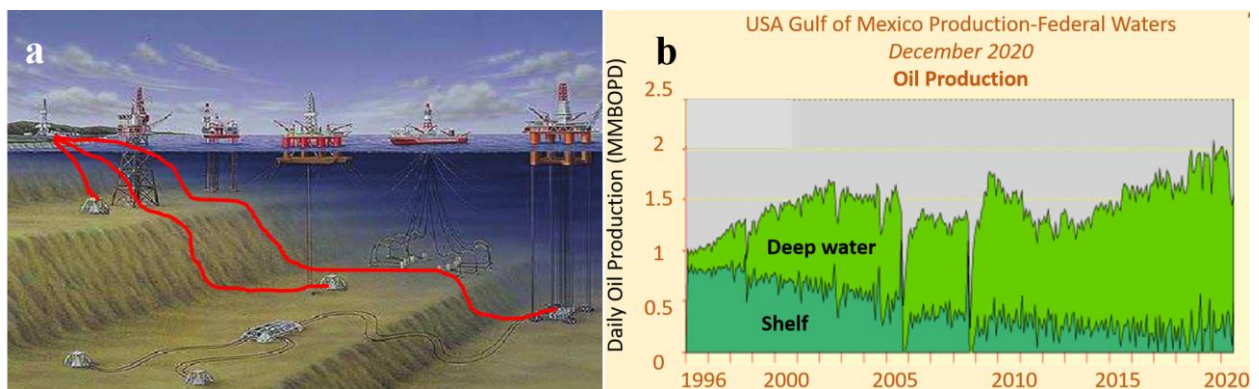 a
b
USA Gulf of Mexico Production-Federal Waters
December 2020
Oil Production
Daily Oil Production (MMBOPD)
2.5
2
1.5
1
0.5
0
Deep water
Shelf
1996 2000 2005 2010 2015 2020